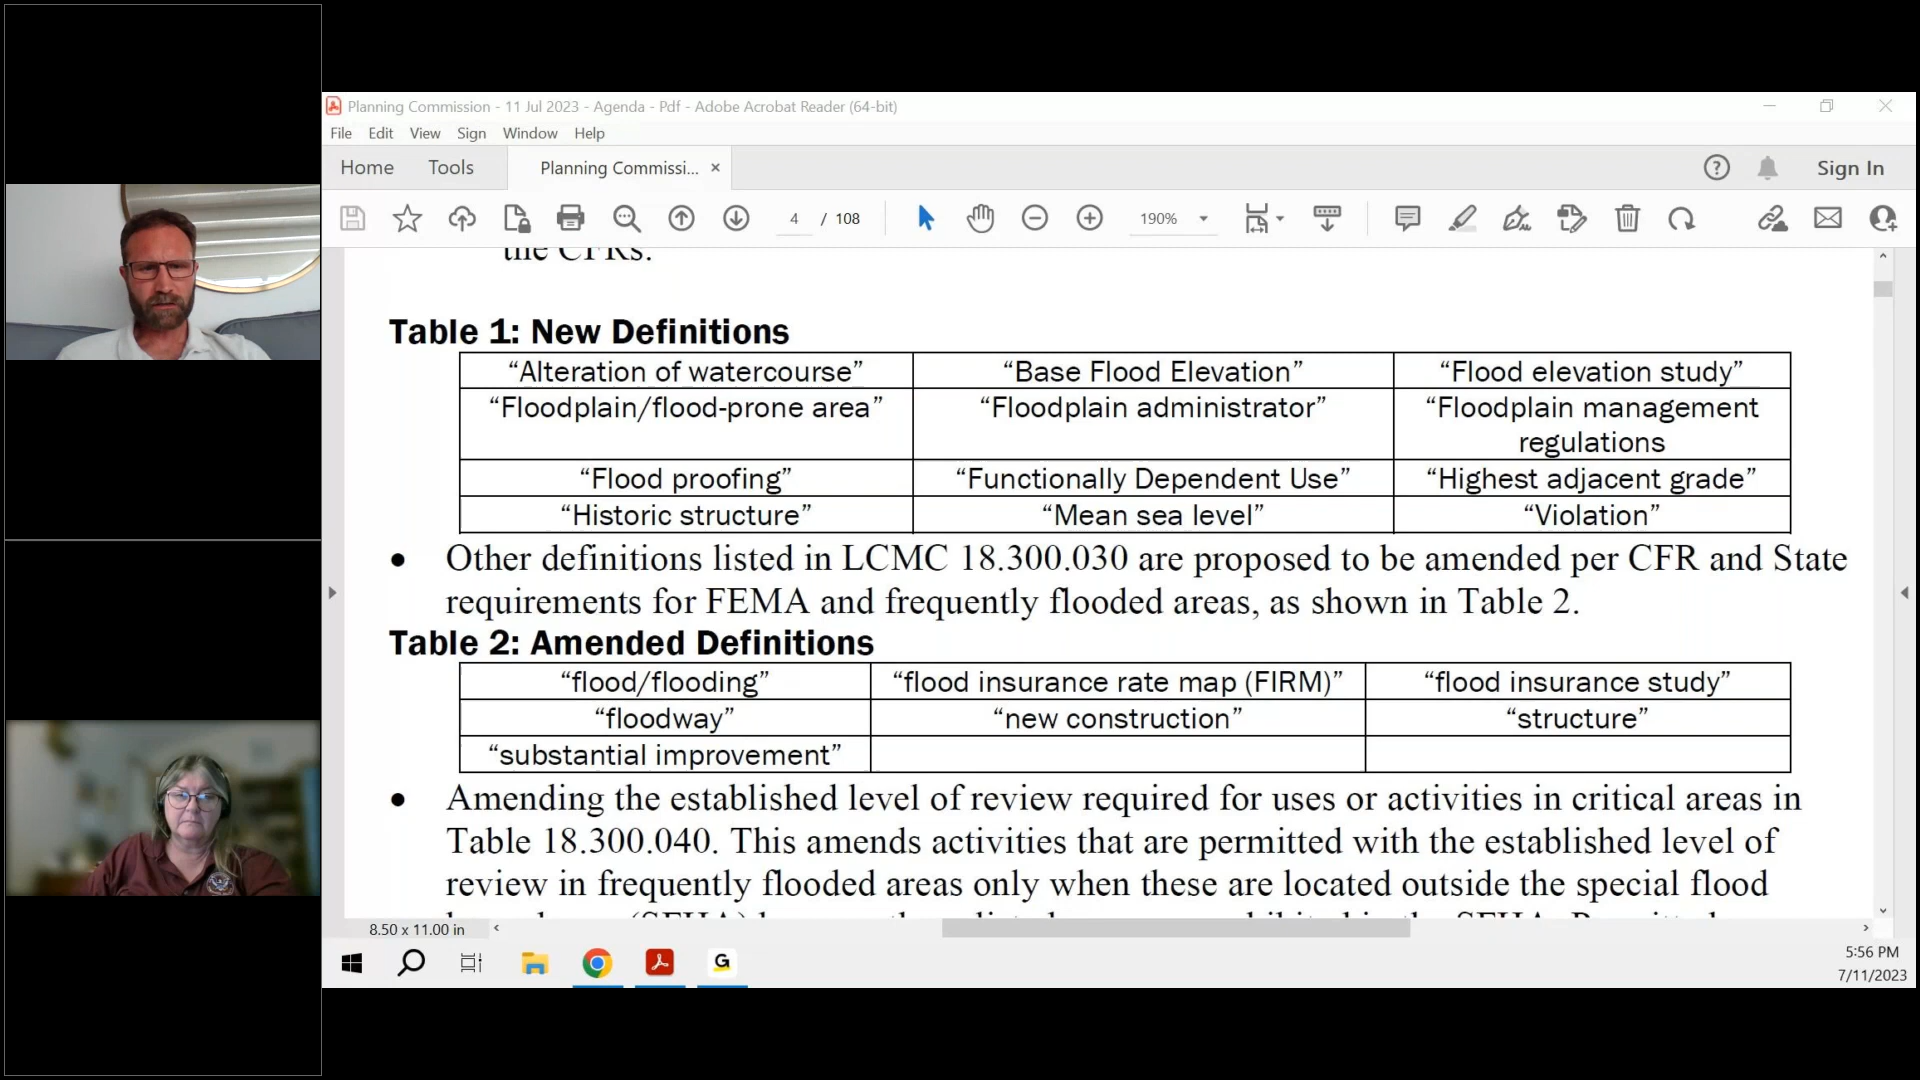 Planning Commission - 11 Jul 2023 - Agenda - Pdf - Adobe Acrobat Reader (64-bit)
File Edit View Sign Window Help
Home Tools Planning Commissi... × Sign In
4 / 108 190%
the CFRs.
Table 1: New Definitions
“Alteration of watercourse” “Base Flood Elevation” “Flood elevation study”
“Floodplain/flood-prone area” “Floodplain administrator” “Floodplain management
regulations
“Flood proofing” “Functionally Dependent Use” “Highest adjacent grade”
“Historic structure” “Mean sea level” “Violation”
• Other definitions listed in LCMC 18.300.030 are proposed to be amended per CFR and State
requirements for FEMA and frequently flooded areas, as shown in Table 2.
Table 2: Amended Definitions
“flood/flooding” “flood insurance rate map (FIRM)” “flood insurance study”
“floodway” “new construction” “structure”
“substantial improvement”
• Amending the established level of review required for uses or activities in critical areas in
Table 18.300.040. This amends activities that are permitted with the established level of
review in frequently flooded areas only when these are located outside the special flood
8.50 x 11.00 in
G
5:56 PM
7/11/2023